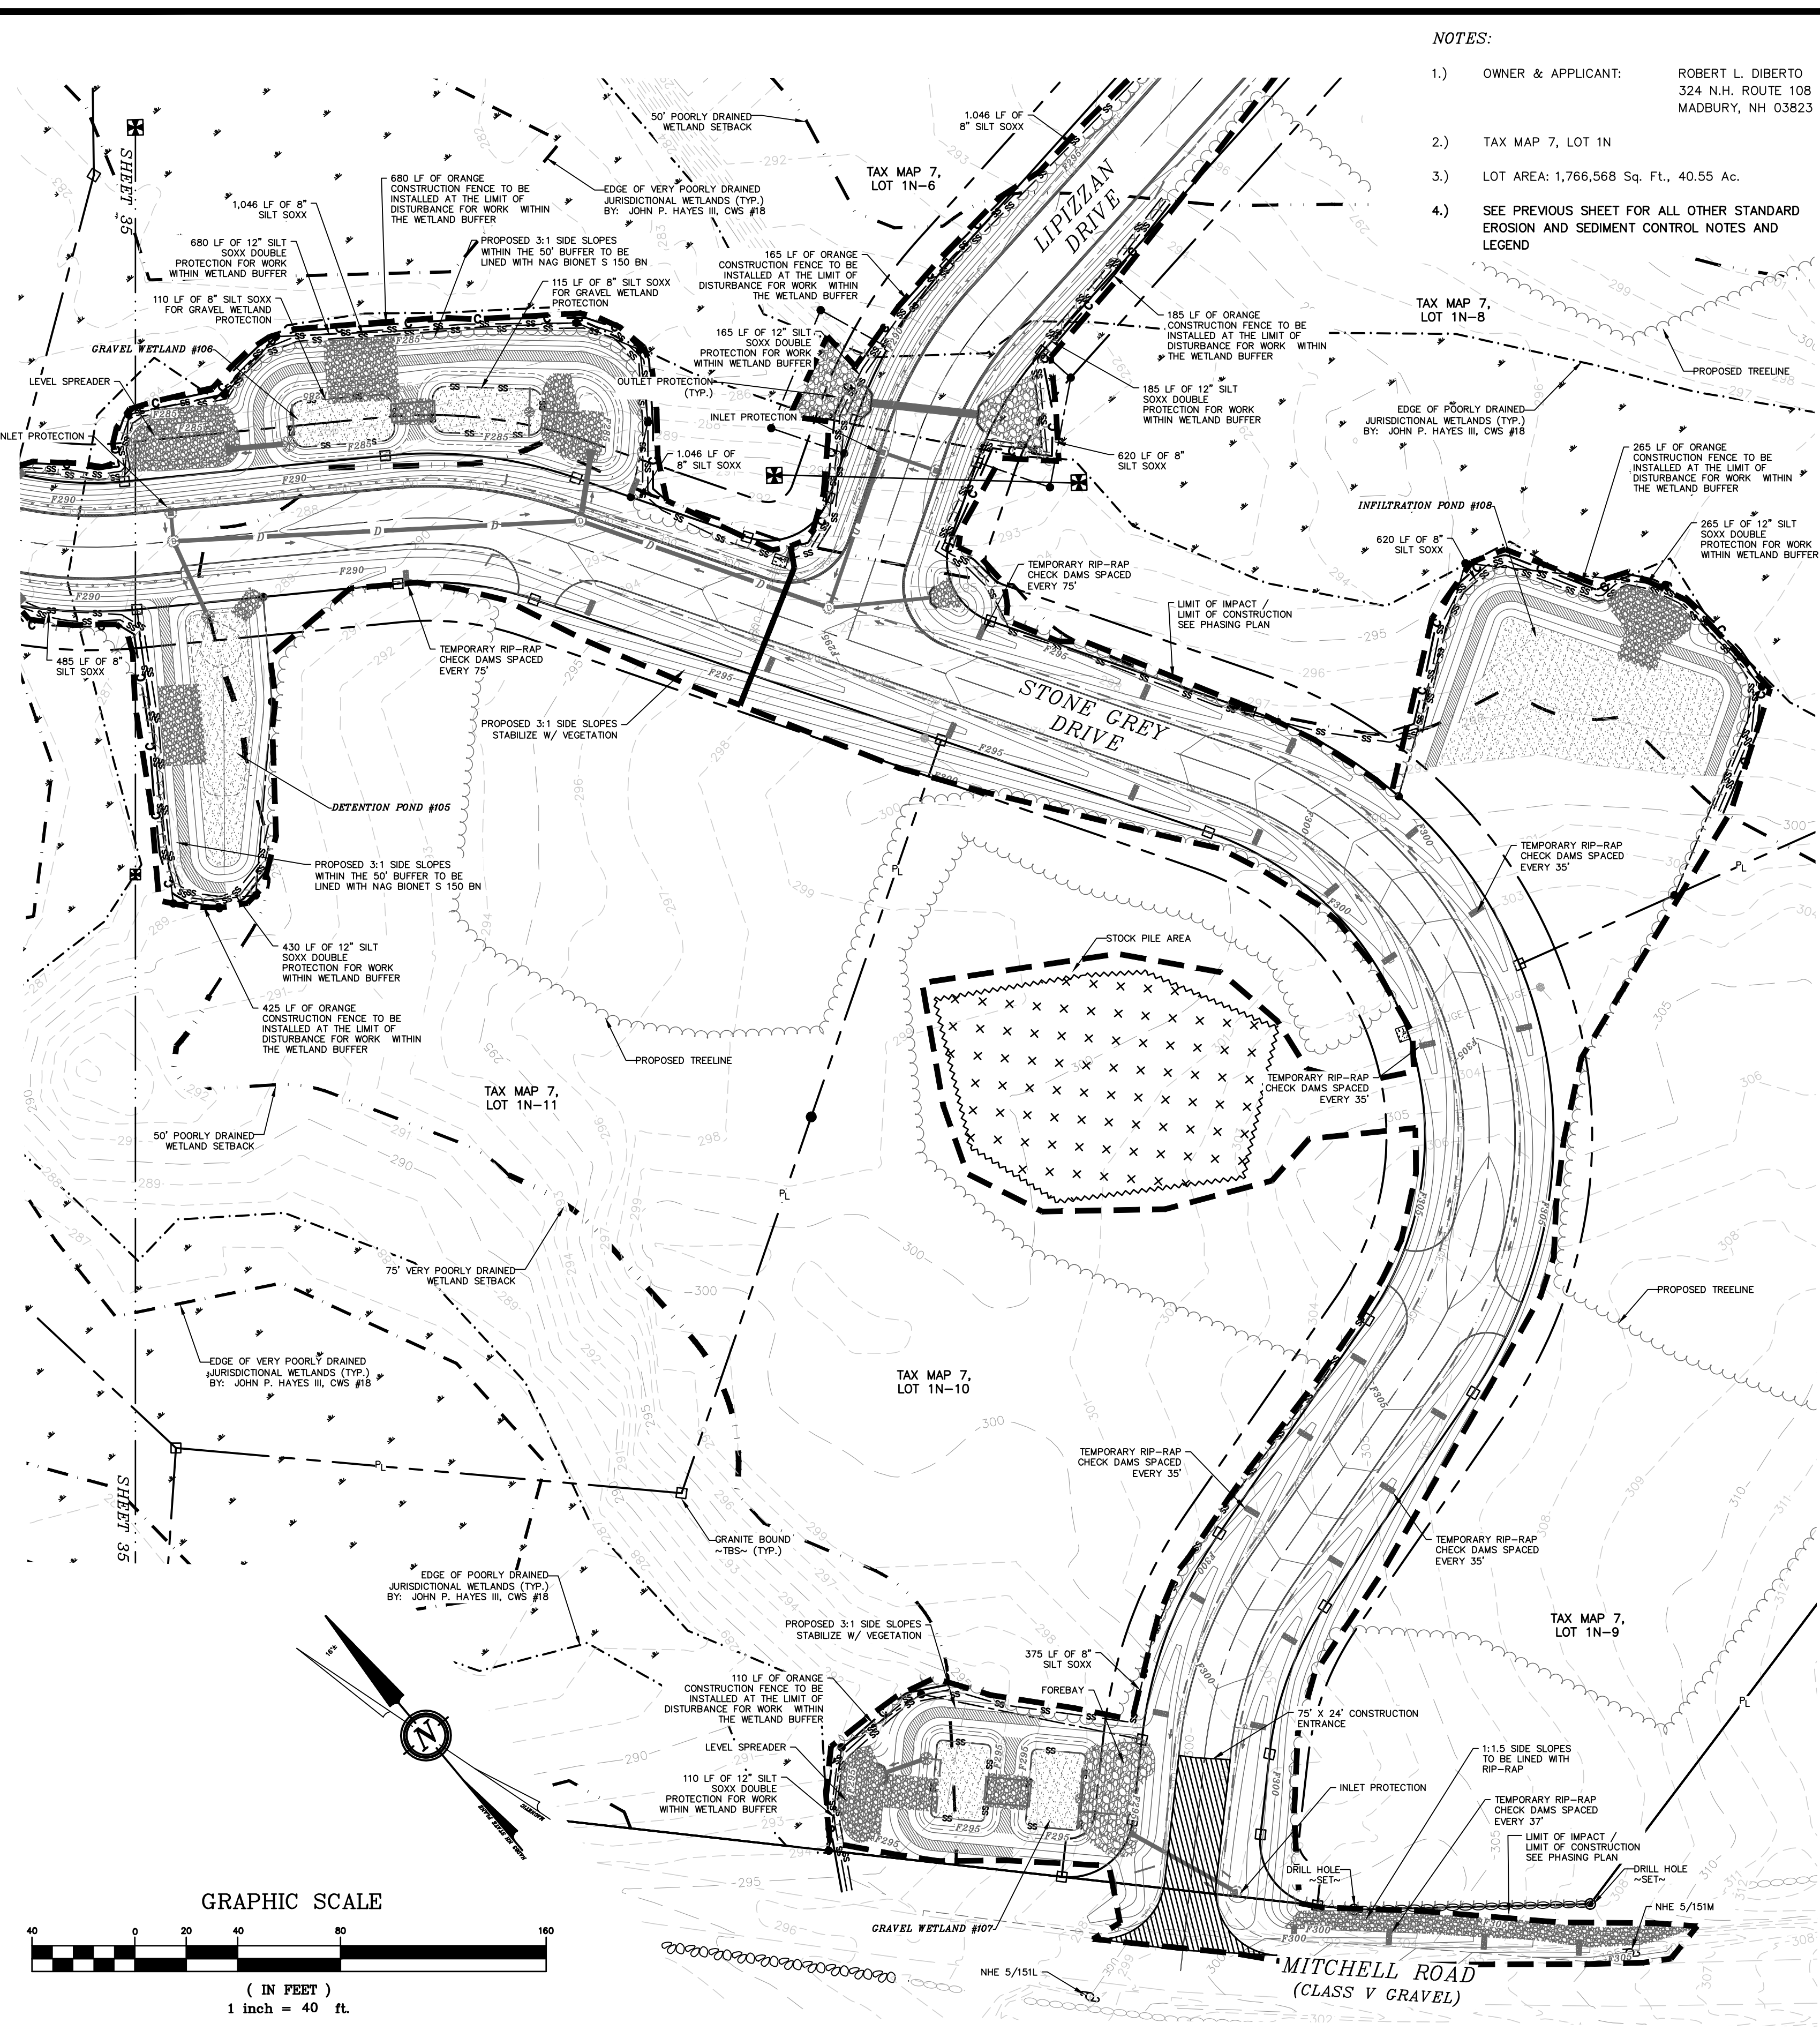 NOTES:
1.) OWNER & APPLICANT: ROBERT L. DIBERTO
324 N.H. ROUTE 108
MADBURY, NH 03823
2.) TAX MAP 7, LOT 1N
3.) LOT AREA: 1,766,568 Sq. Ft., 40.55 Ac.
4.) SEE PREVIOUS SHEET FOR ALL OTHER STANDARD
EROSION AND SEDIMENT CONTROL NOTES AND
LEGEND
SHEET 35
50' POORLY DRAINED
WETLAND SETBACK
1.046 LF OF
8" SILT SOXX
TAX MAP 7,
LOT 1N-6
LIPIZZAN
DRIVE
680 LF OF ORANGE
CONSTRUCTION FENCE TO BE
INSTALLED AT THE LIMIT OF
DISTURBANCE FOR WORK WITHIN
THE WETLAND BUFFER
EDGE OF VERY POORLY DRAINED
JURISDICTIONAL WETLANDS (TYP.)
BY: JOHN P. HAYES III, CWS #18
1,046 LF OF 8"
SILT SOXX
680 LF OF 12" SILT
SOXX DOUBLE
PROTECTION FOR WORK
WITHIN WETLAND BUFFER
PROPOSED 3:1 SIDE SLOPES
WITHIN THE 50' BUFFER TO BE
LINED WITH NAG BIONET S 150 BN
165 LF OF ORANGE
CONSTRUCTION FENCE TO BE
INSTALLED AT THE LIMIT OF
DISTURBANCE FOR WORK WITHIN
THE WETLAND BUFFER
110 LF OF 8" SILT SOXX
FOR GRAVEL WETLAND
PROTECTION
115 LF OF 8" SILT SOXX
FOR GRAVEL WETLAND
PROTECTION
GRAVEL WETLAND #106
165 LF OF 12" SILT
SOXX DOUBLE
PROTECTION FOR WORK
WITHIN WETLAND BUFFER
185 LF OF ORANGE
CONSTRUCTION FENCE TO BE
INSTALLED AT THE LIMIT OF
DISTURBANCE FOR WORK WITHIN
THE WETLAND BUFFER
TAX MAP 7,
LOT 1N-8
LEVEL SPREADER
OUTLET PROTECTION
(TYP.)
185 LF OF 12" SILT
SOXX DOUBLE
PROTECTION FOR WORK
WITHIN WETLAND BUFFER
PROPOSED TREELINE
INLET PROTECTION
NLET PROTECTION
EDGE OF POORLY DRAINED
JURISDICTIONAL WETLANDS (TYP.)
BY: JOHN P. HAYES III, CWS #18
1.046 LF OF
8" SILT SOXX
620 LF OF 8"
SILT SOXX
265 LF OF ORANGE
CONSTRUCTION FENCE TO BE
INSTALLED AT THE LIMIT OF
DISTURBANCE FOR WORK WITHIN
THE WETLAND BUFFER
INFILTRATION POND #108
265 LF OF 12" SILT
SOXX DOUBLE
PROTECTION FOR WORK
WITHIN WETLAND BUFFER
620 LF OF 8"
SILT SOXX
TEMPORARY RIP-RAP
CHECK DAMS SPACED
EVERY 75'
LIMIT OF IMPACT /
LIMIT OF CONSTRUCTION
SEE PHASING PLAN
485 LF OF 8"
SILT SOXX
TEMPORARY RIP-RAP
CHECK DAMS SPACED
EVERY 75'
STONE GREY
DRIVE
PROPOSED 3:1 SIDE SLOPES
STABILIZE W/ VEGETATION
DETENTION POND #105
PROPOSED 3:1 SIDE SLOPES
WITHIN THE 50' BUFFER TO BE
LINED WITH NAG BIONET S 150 BN
TEMPORARY RIP-RAP
CHECK DAMS SPACED
EVERY 35'
430 LF OF 12" SILT
SOXX DOUBLE
PROTECTION FOR WORK
WITHIN WETLAND BUFFER
STOCK PILE AREA
425 LF OF ORANGE
CONSTRUCTION FENCE TO BE
INSTALLED AT THE LIMIT OF
DISTURBANCE FOR WORK WITHIN
THE WETLAND BUFFER
PROPOSED TREELINE
TEMPORARY RIP-RAP
CHECK DAMS SPACED
EVERY 35'
TAX MAP 7,
LOT 1N-11
50' POORLY DRAINED
WETLAND SETBACK
75' VERY POORLY DRAINED
WETLAND SETBACK
PROPOSED TREELINE
EDGE OF VERY POORLY DRAINED
JURISDICTIONAL WETLANDS (TYP.)
BY: JOHN P. HAYES III, CWS #18
TAX MAP 7,
LOT 1N-10
TEMPORARY RIP-RAP
CHECK DAMS SPACED
EVERY 35'
SHEET 35
GRANITE BOUND
~TBS~ (TYP.)
TEMPORARY RIP-RAP
CHECK DAMS SPACED
EVERY 35'
EDGE OF POORLY DRAINED
JURISDICTIONAL WETLANDS (TYP.)
BY: JOHN P. HAYES III, CWS #18
TAX MAP 7,
LOT 1N-9
PROPOSED 3:1 SIDE SLOPES
STABILIZE W/ VEGETATION
375 LF OF 8"
SILT SOXX
110 LF OF ORANGE
CONSTRUCTION FENCE TO BE
INSTALLED AT THE LIMIT OF
DISTURBANCE FOR WORK WITHIN
THE WETLAND BUFFER
FOREBAY
75' X 24' CONSTRUCTION
ENTRANCE
LEVEL SPREADER
1:1.5 SIDE SLOPES
TO BE LINED WITH
RIP-RAP
110 LF OF 12" SILT
SOXX DOUBLE
PROTECTION FOR WORK
WITHIN WETLAND BUFFER
INLET PROTECTION
TEMPORARY RIP-RAP
CHECK DAMS SPACED
EVERY 37'
LIMIT OF IMPACT /
LIMIT OF CONSTRUCTION
SEE PHASING PLAN
DRILL HOLE
~SET~
DRILL HOLE
~SET~
NHE 5/151M
GRAVEL WETLAND #107
NHE 5/151L
MITCHELL ROAD
(CLASS V GRAVEL)
N
MAGNETIC
GRAPHIC SCALE
40 0 20 40 80 160
( IN FEET )
1 inch = 40 ft.